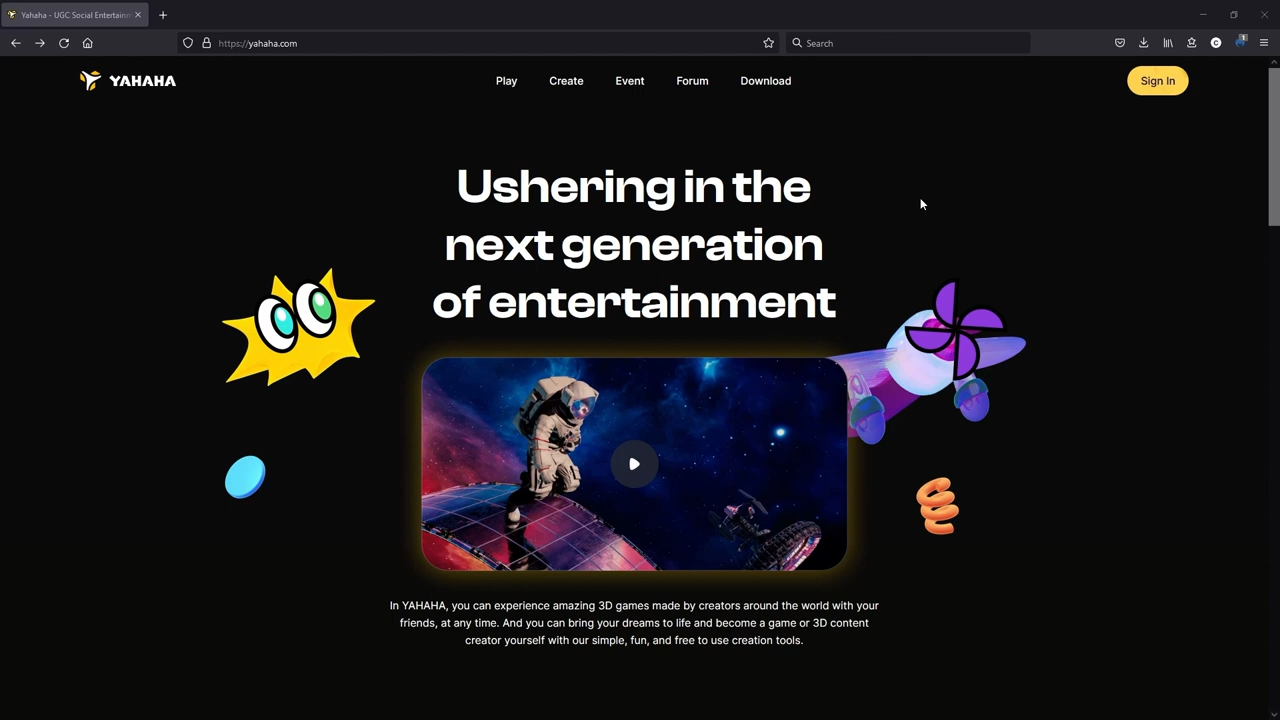 Yahaha - UGC Social Entertainm
https://yahaha.com
Search
YAHAHA
Play
Create
Event
Forum
Download
Sign In
Ushering in the
next generation
of entertainment
In YAHAHA, you can experience amazing 3D games made by creators around the world with your
friends, at any time. And you can bring your dreams to life and become a game or 3D content
creator yourself with our simple, fun, and free to use creation tools.